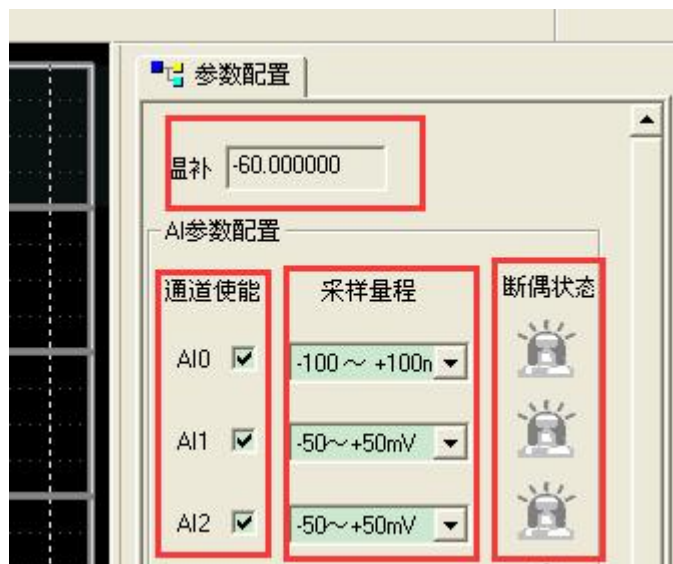 参数配置
温补 -60.000000
AI参数配置
通道使能 采样量程 断偶状态
AI0 -100～ +100m
AI1 -50～+50mV
AI2 -50～+50mV